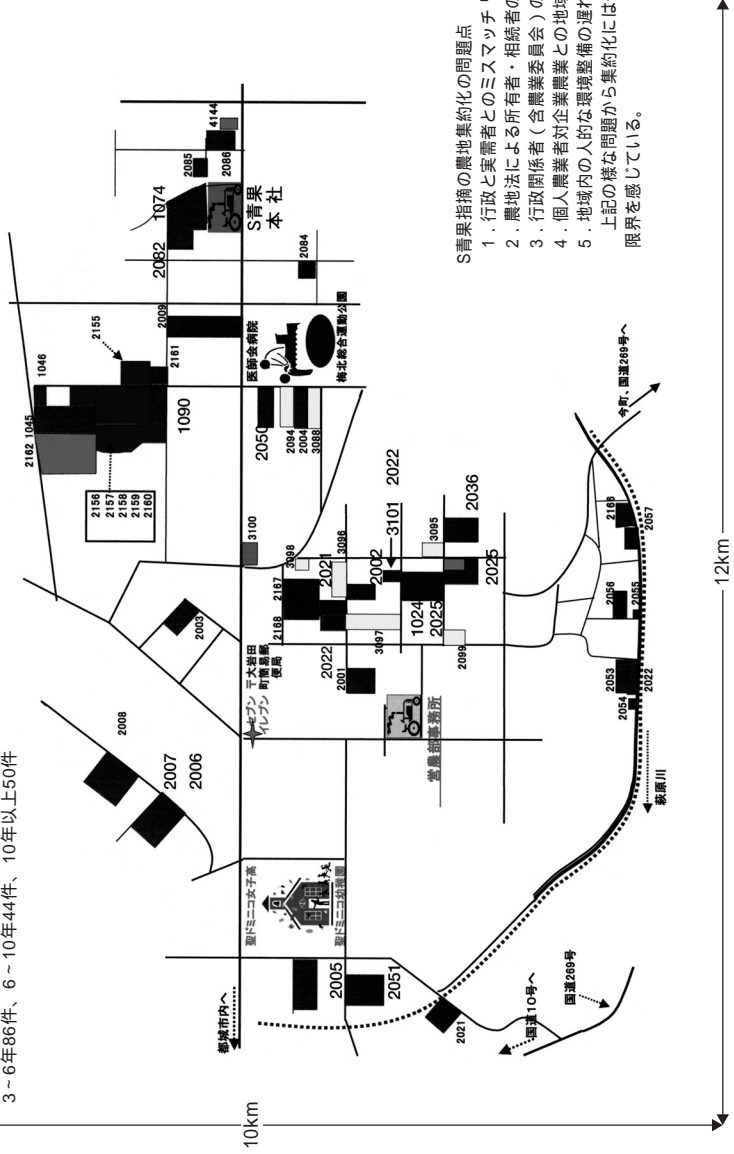 3~6年86件、6~10年44件、10年以上50件
10km
12km
S青果指摘の農地集約化の問題点
1．行政と実需者とのミスマッチ
2．農地法による所有者・相続者の
3．行政関係者（含農業委員会）の
4．個人農業者対企業農業との地域
5．地域内の人的な環境整備の遅れ
上記の様な問題から集約化には
限界を感じている。
4144
2085
2086
1074
S青果
本社
2082
2084
2009
2155
2161
1046
2162
1045
1090
2156
2157
2158
2159
2160
医師会病院
梅北総合運動公園
2050
2094
2004
3088
3100
3098
3096
2021
2167
2168
2002
3101
2022
3095
2036
2025
1024
2025
3097
2099
2022
2001
2003
〒大岩田
町簡易郵
便局
セブン
イレブン
営農部事務所
2008
2007
2006
聖ドミニコ女子高
聖ドミニコ幼稚園
都城市内へ
2005
2051
2021
国道10号へ
国道269号
萩原川
今町、国道269号へ
2166
2057
2056
2055
2053
2054
2022